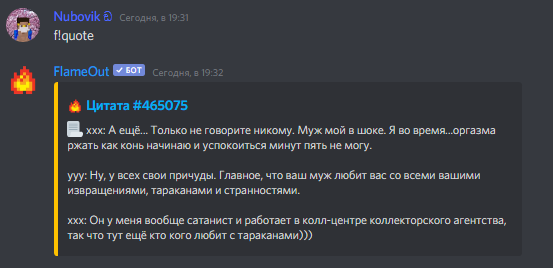 Nubovik Сегодня, в 19:31
f!quote
FlameOut БОТ Сегодня, в 19:32
Цитата #465075
xxx: А ещё... Только не говорите никому. Муж мой в шоке. Я во время...оргазма
ржать как конь начинаю и успокоиться минут пять не могу.
yyy: Ну, у всех свои причуды. Главное, что ваш муж любит вас со всеми вашими
извращениями, тараканами и странностями.
xxx: Он у меня вообще сатанист и работает в колл-центре коллекторского агентства,
так что тут ещё кто кого любит с тараканами)))